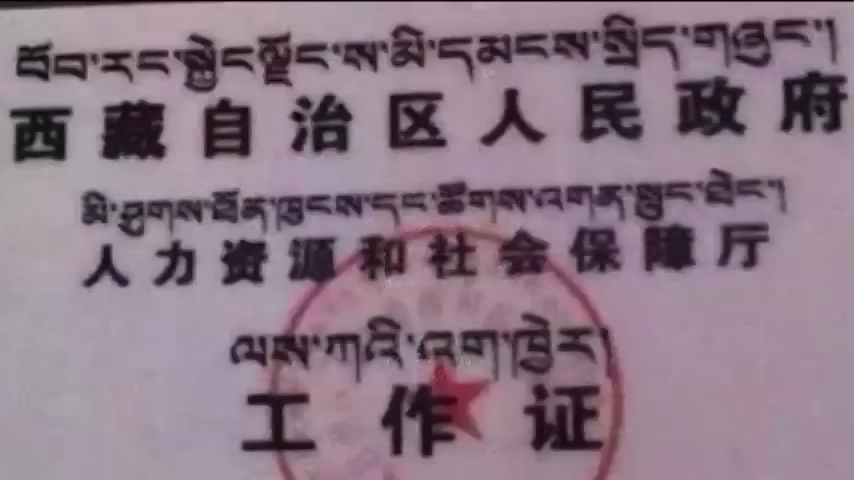 བོད་རང་སྐྱོང་ལྗོངས་མི་དམངས་སྲིད་གཞུང་།
西藏自治区人民政府
མི་ཤུགས་ཐོན་ཁུངས་དང་ཚོགས་འགན་སྲུང་ཐིང་།
人力资源和社会保障厅
ལས་ཀའི་འག་ཁྱེར།
工作证